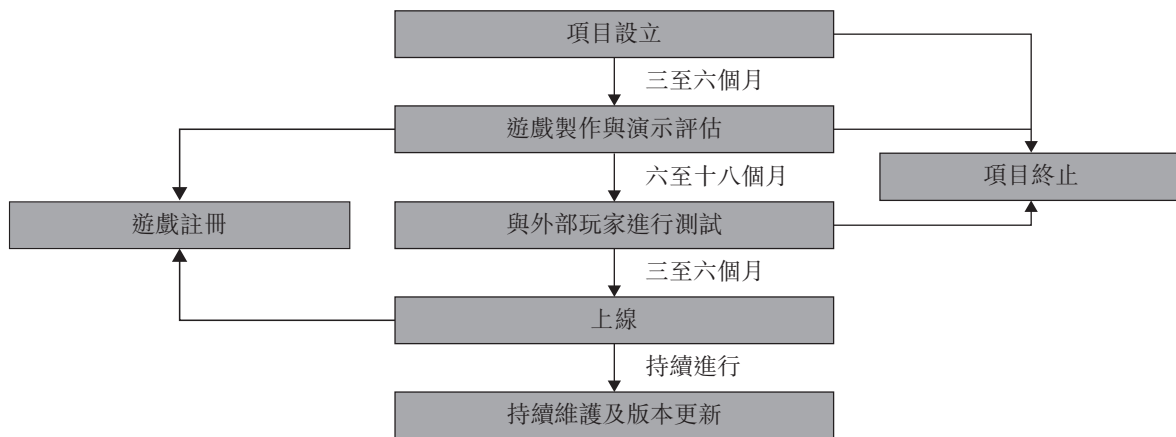 項目設立
三至六個月
遊戲製作與演示評估
六至十八個月
項目終止
遊戲註冊
與外部玩家進行測試
三至六個月
上線
持續進行
持續維護及版本更新